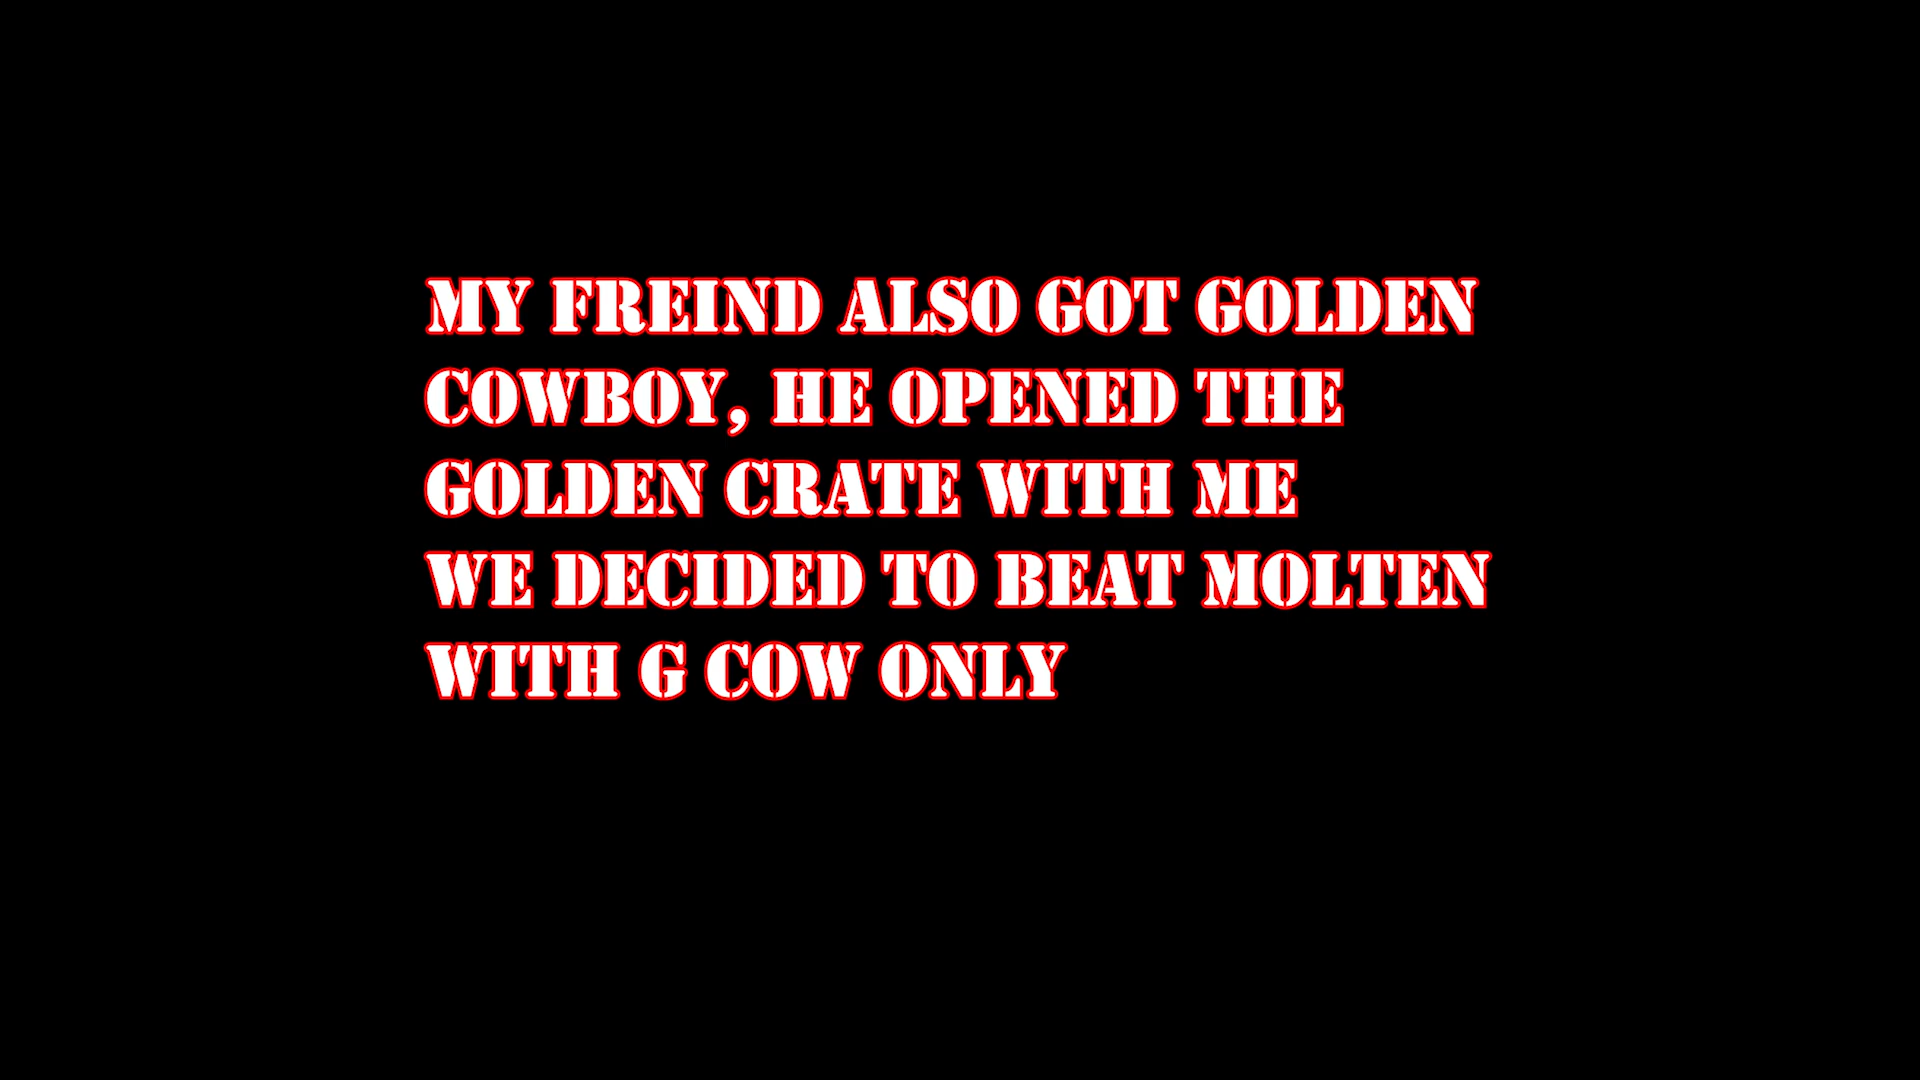 MY FREIND ALSO GOT GOLDEN
COWBOY, HE OPENED THE
GOLDEN CRATE WITH ME
WE DECIDED TO BEAT MOLTEN
WITH G COW ONLY